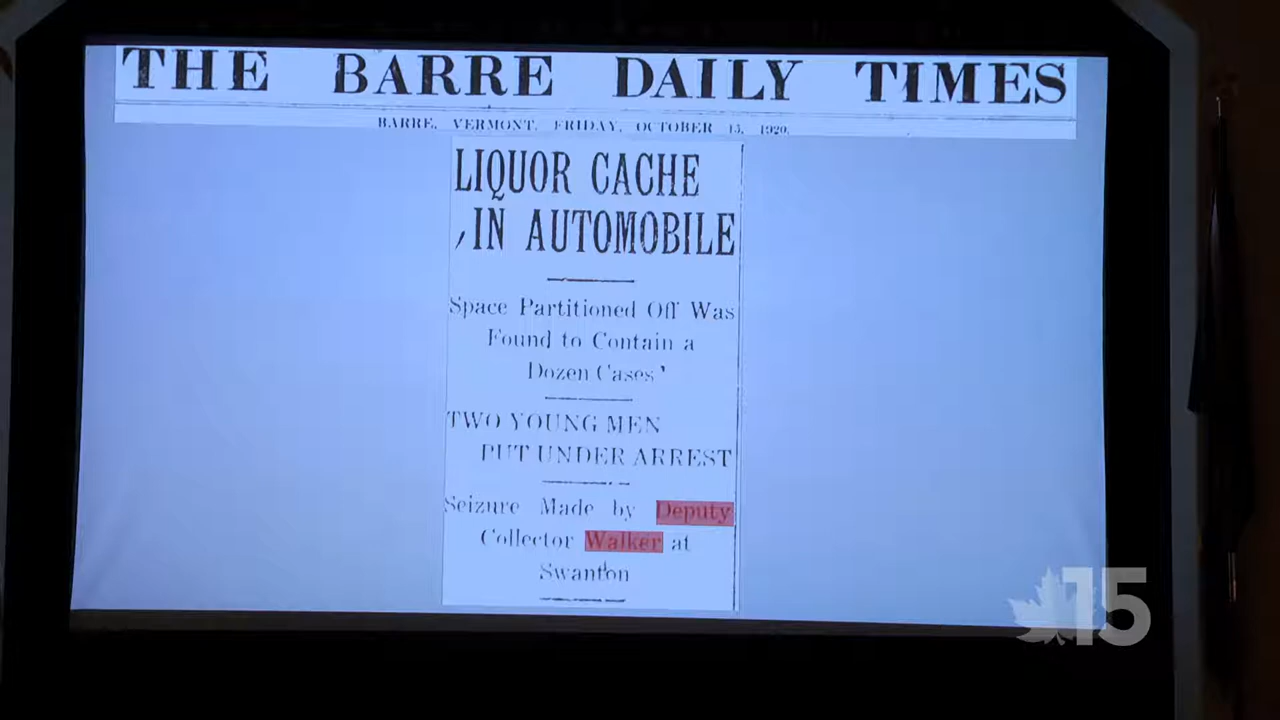 THE BARRE DAILY TIMES
BARRE, VERMONT, FRIDAY, OCTOBER 15, 1920.
LIQUOR CACHE
IN AUTOMOBILE
Space Partitioned Off Was
Found to Contain a
Dozen Cases
TWO YOUNG MEN
PUT UNDER ARREST
Seizure Made by Deputy
Collector Walker at
Swanton
15